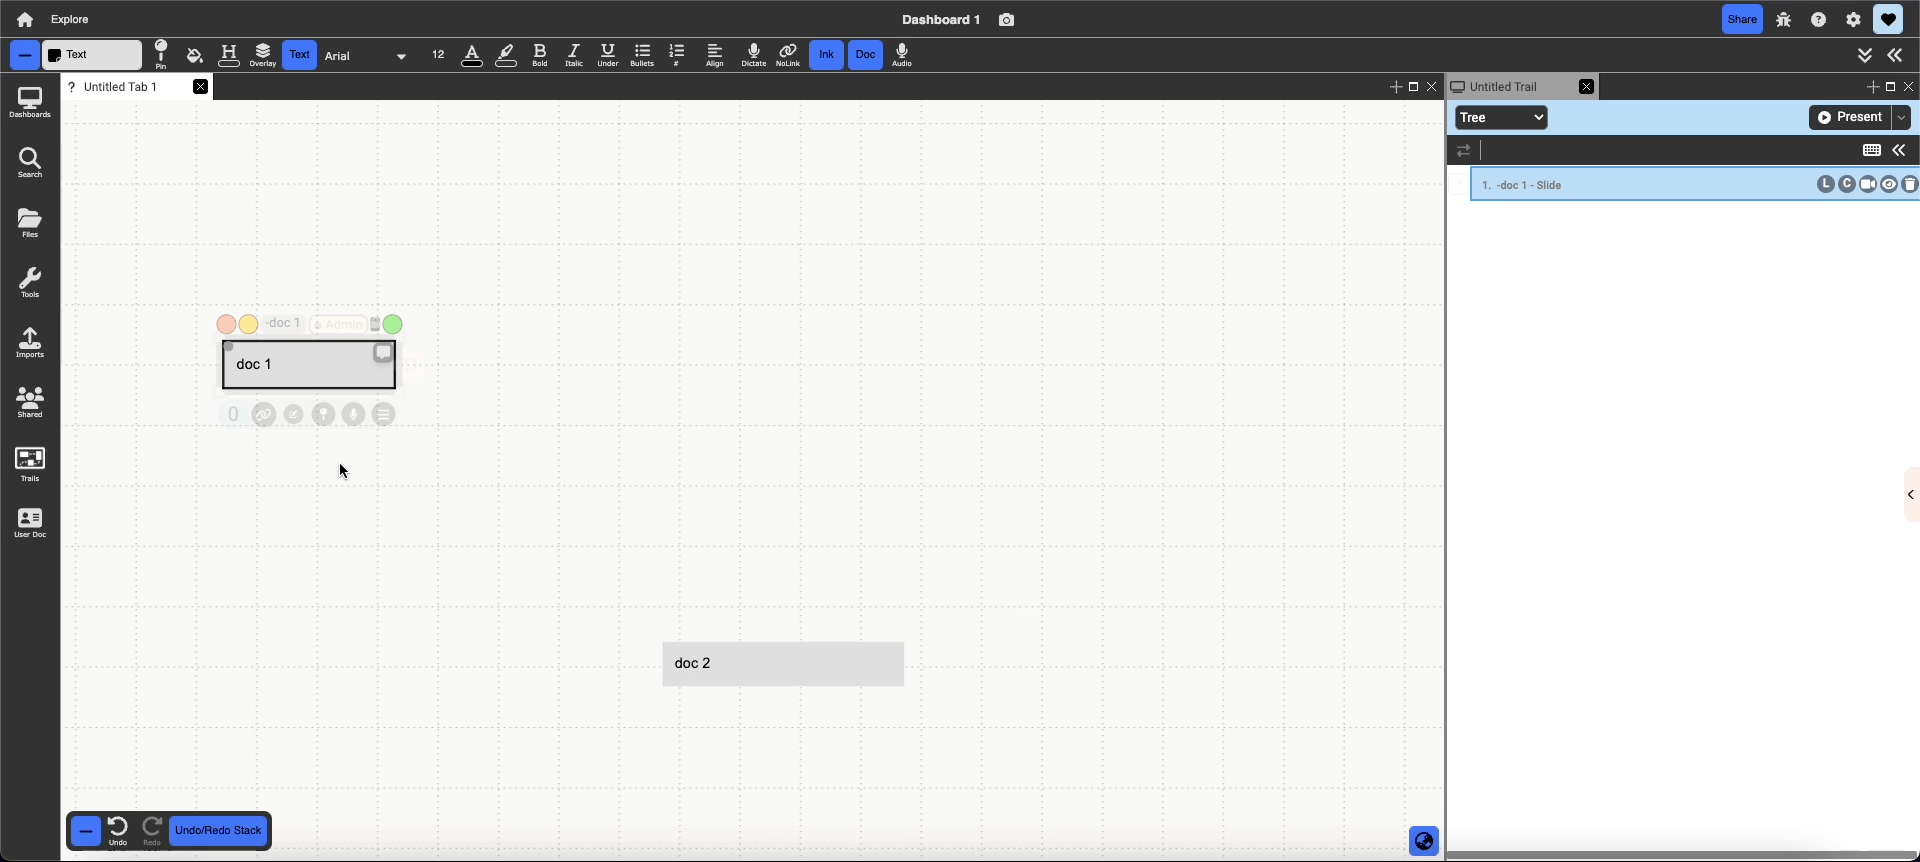 Explore
Dashboard 1
Share
Text
Pin
H
Overlay
Text
Arial
12
A
B
Bold
I
Italic
U
Under
Bullets
#
Align
Dictate
NoLink
Ink
Doc
Audio
? Untitled Tab 1
Untitled Trail
Dashboards
Search
Files
Tools
Imports
Shared
Trails
User Doc
Tree
Present
1. -doc 1 - Slide
L C
-doc 1
Admin
doc 1
0
doc 2
Undo
Redo
Undo/Redo Stack